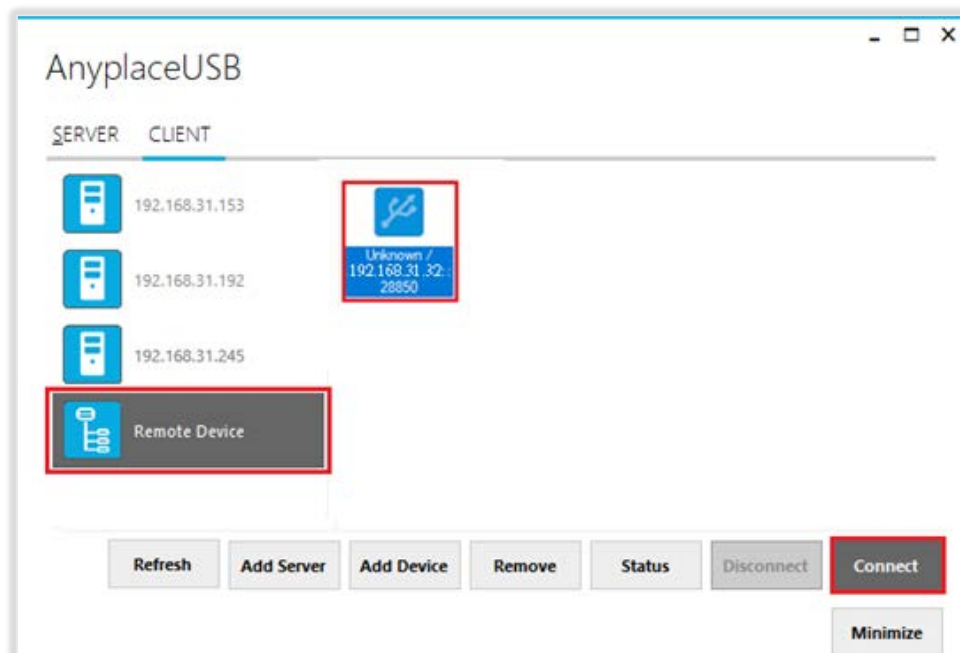 AnyplaceUSB
SERVER CLIENT
192.168.31.153
192.168.31.192
192.168.31.245
Remote Device
Unknown /
192.168.31.32::
28850
Refresh Add Server Add Device Remove Status Disconnect Connect
Minimize